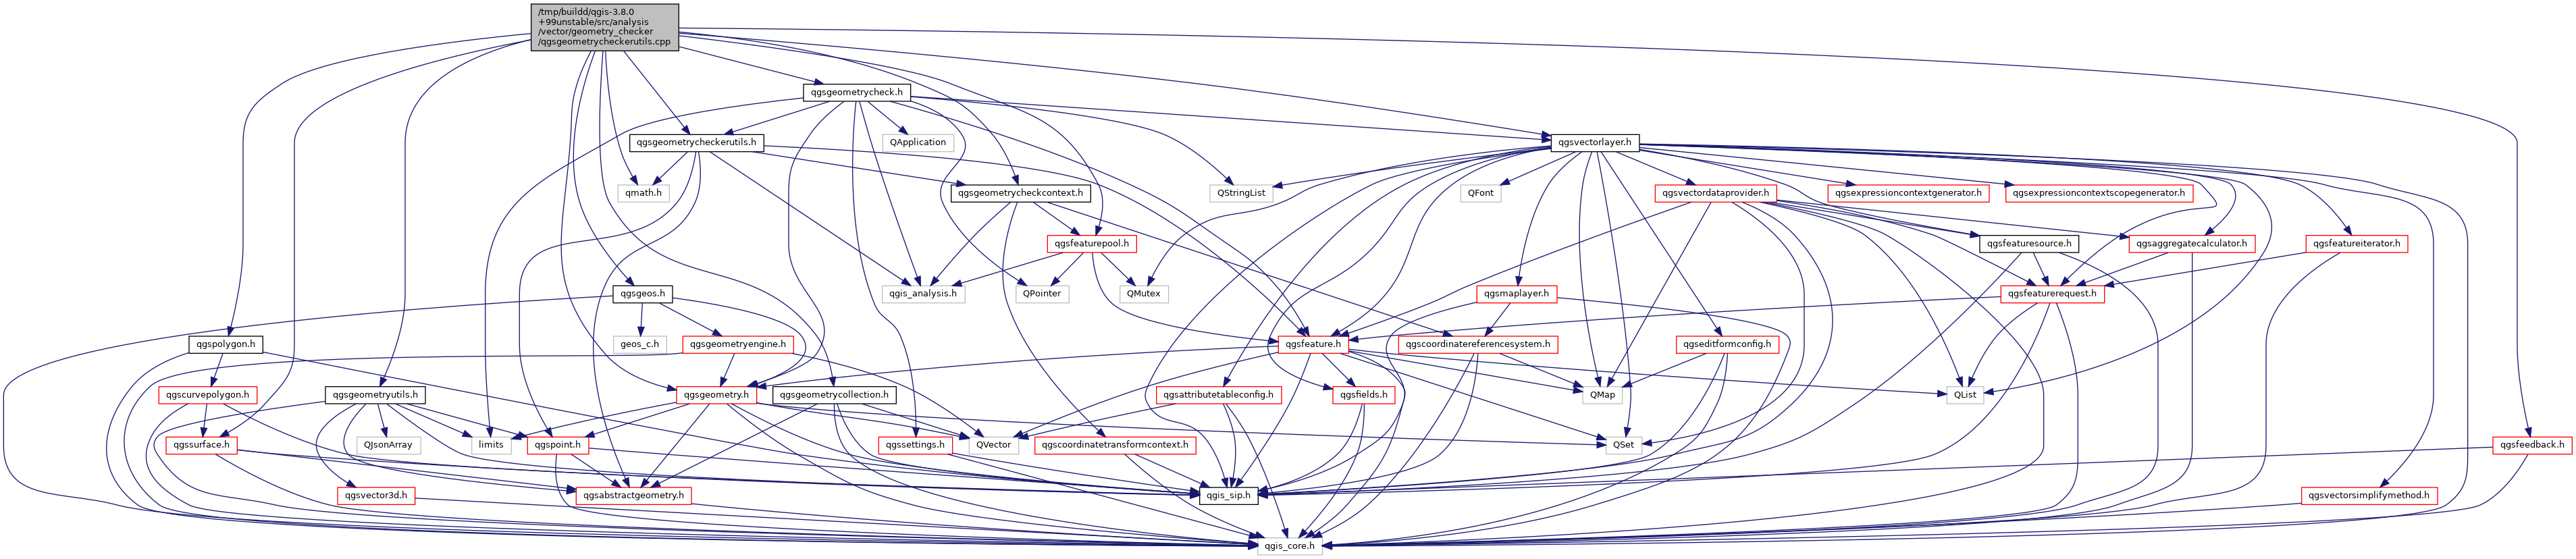 /tmp/buildd/qgis-3.8.0
+99unstable/src/analysis
/vector/geometry_checker
/qgsgeometrycheckerutils.cpp
qgsgeometrycheck.h
qgsgeometrycheckerutils.h
QApplication
qgsvectorlayer.h
qmath.h
qgsgeometrycheckcontext.h
QStringList
QFont
qgsvectordataprovider.h
qgsexpressioncontextgenerator.h
qgsexpressioncontextscopegenerator.h
qgsfeaturepool.h
qgsfeaturesource.h
qgsaggregatecalculator.h
qgsfeatureiterator.h
qgsgeos.h
qgis_analysis.h
QPointer
QMutex
qgsmaplayer.h
qgsfeaturerequest.h
qgspolygon.h
geos_c.h
qgsgeometryengine.h
qgsfeature.h
qgscoordinatereferencesystem.h
qgseditformconfig.h
qgscurvepolygon.h
qgsgeometryutils.h
qgsgeometry.h
qgsgeometrycollection.h
qgsattributetableconfig.h
qgsfields.h
QMap
QList
qgssurface.h
QJsonArray
limits
qgspoint.h
qgssettings.h
QVector
qgscoordinatetransformcontext.h
QSet
qgsfeedback.h
qgsvector3d.h
qgsabstractgeometry.h
qgis_sip.h
qgsvectorsimplifymethod.h
qgis_core.h